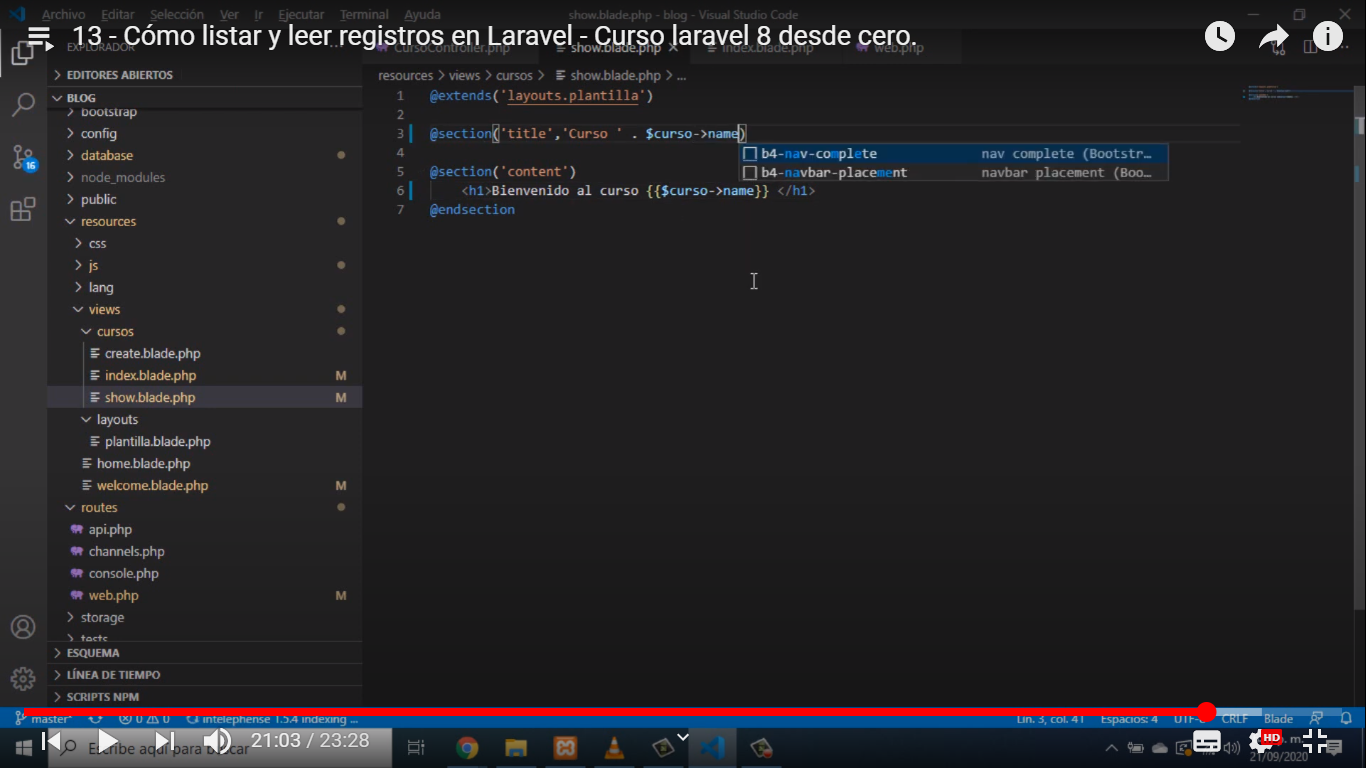 Archivo Editar Selección Ver Ir Ejecutar Terminal Ayuda show.blade.php - blog - Visual Studio Code
13 - Cómo listar y leer registros en Laravel - Curso laravel 8 desde cero.
EXPLORADOR
CursoController.php show.blade.php index.blade.php web.php
EDITORES ABIERTOS
resources > views > cursos > show.blade.php > ...
BLOG
bootstrap
config
database
node_modules
public
resources
css
js
lang
views
cursos
create.blade.php
index.blade.php M
show.blade.php M
layouts
plantilla.blade.php
home.blade.php
welcome.blade.php M
routes
api.php
channels.php
console.php
web.php M
storage
tests
ESQUEMA
LÍNEA DE TIEMPO
SCRIPTS NPM
16
1 @extends('layouts.plantilla')
2
3 @section('title','Curso ' . $curso->name)
b4-nav-complete nav complete (Bootstr...
4
b4-navbar-placement navbar placement (Boo...
5 @section('content')
6 <h1>Bienvenido al curso {{$curso->name}} </h1>
7 @endsection
master* 0 0 intelephense 1.5.4 indexing ... Lín. 3, col. 41 Espacios: 4 CRLF Blade
Escribe aquí para buscar
21:03 / 23:28
HD
21/09/2020